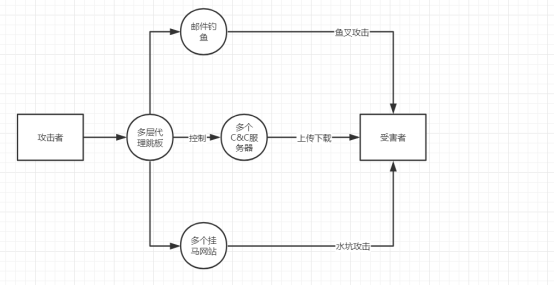 邮件钓
鱼
鱼叉攻击
攻击者
多层代
理跳板
控制
多个
C&C服
务器
上传下载
受害者
多个挂
马网站
水坑攻击